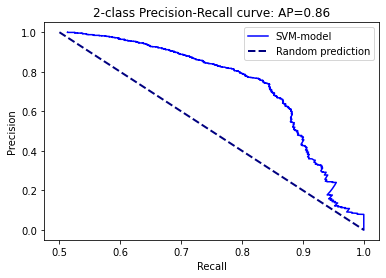 2-class Precision-Recall curve: AP=0.86
SVM-model
Random prediction
Precision
1.0
0.8
0.6
0.4
0.2
0.0
0.5 0.6 0.7 0.8 0.9 1.0
Recall